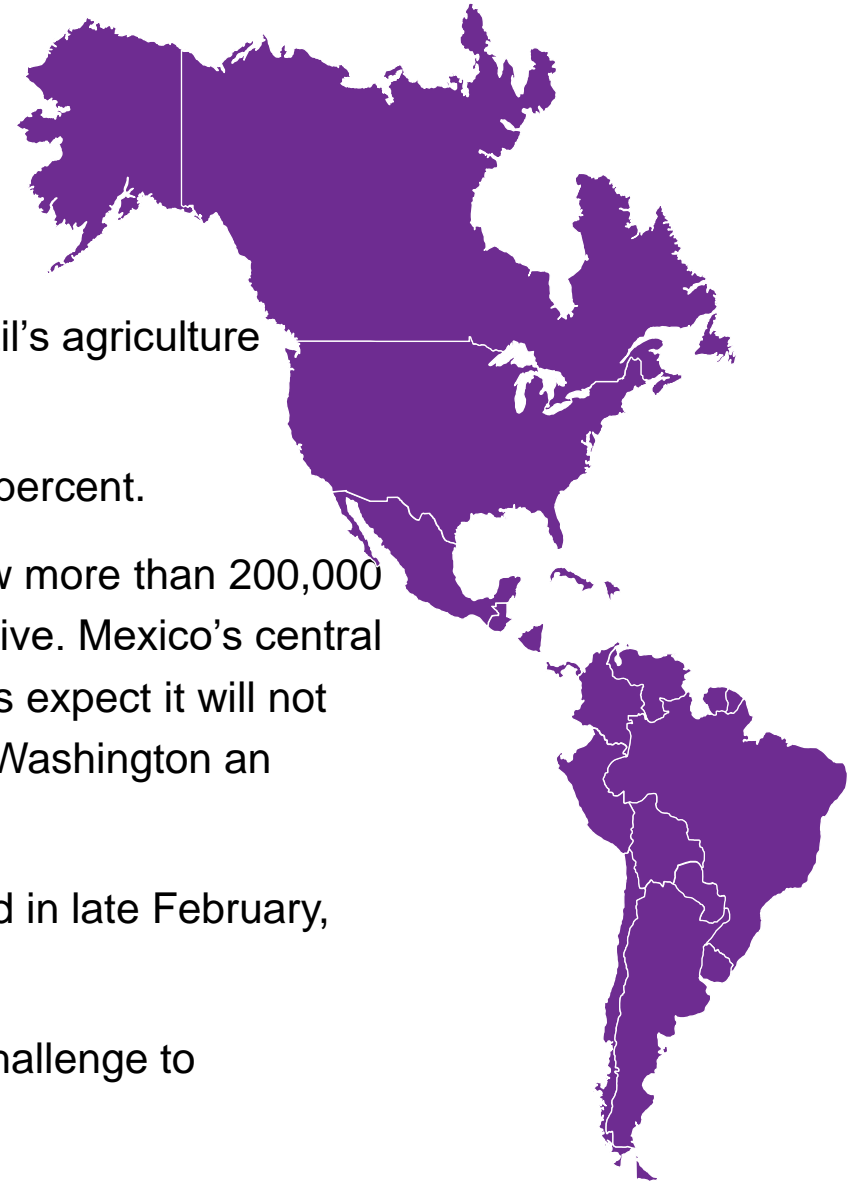 il’s agriculture
percent.
w more than 200,000
ive. Mexico’s central
s expect it will not
Washington an
d in late February,
hallenge to